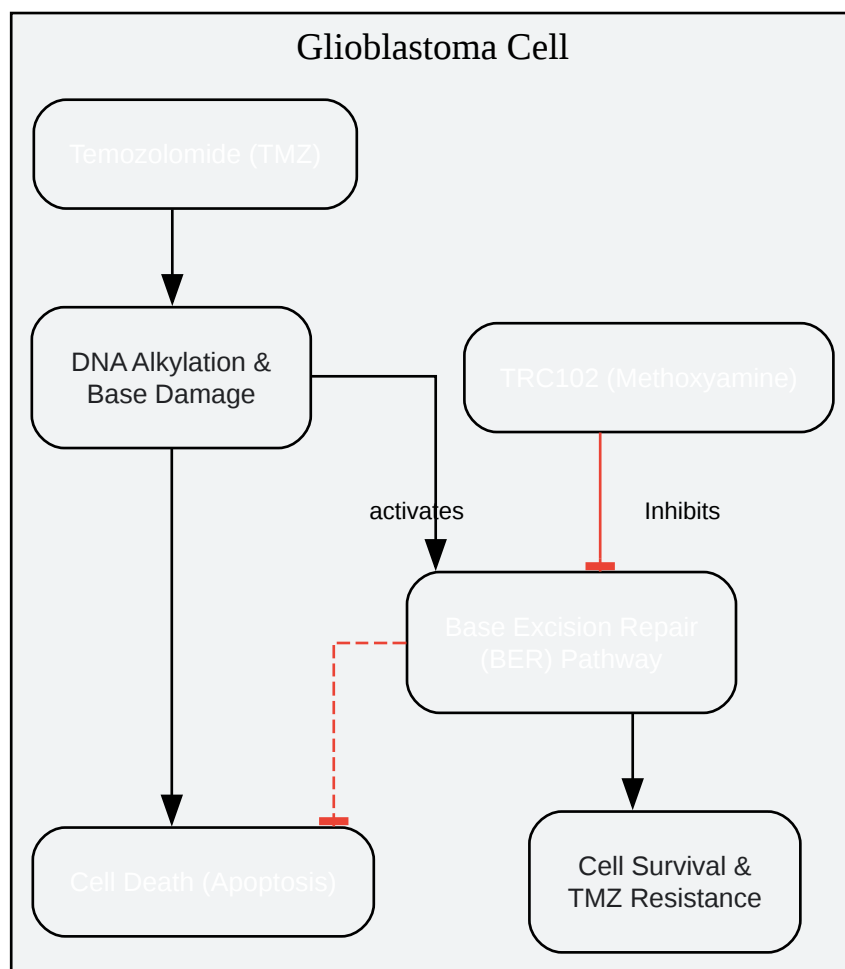 Glioblastoma Cell
Temozolomide (TMZ)
DNA Alkylation &
Base Damage
TRC102 (Methoxyamine)
activates
Inhibits
Base Excision Repair
(BER) Pathway
Cell Death (Apoptosis)
Cell Survival &
TMZ Resistance